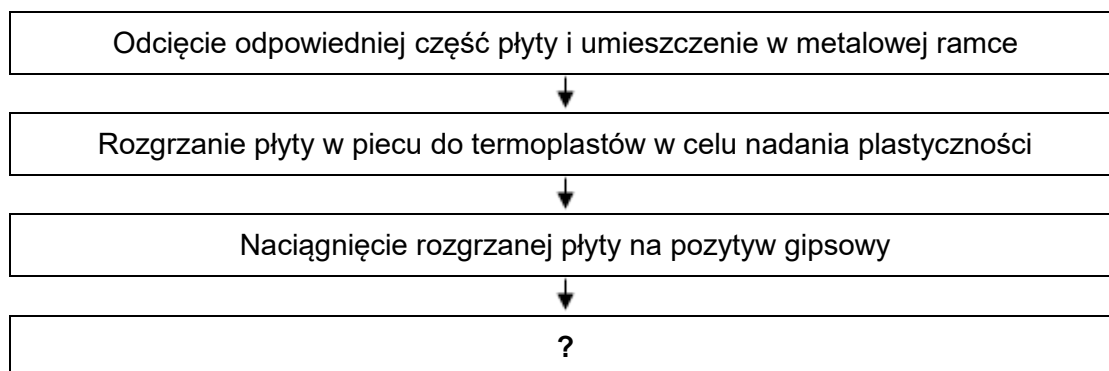 Odcięcie odpowiedniej część płyty i umieszczenie w metalowej ramce
Rozgrzanie płyty w piecu do termoplastów w celu nadania plastyczności
Naciągnięcie rozgrzanej płyty na pozytyw gipsowy
?